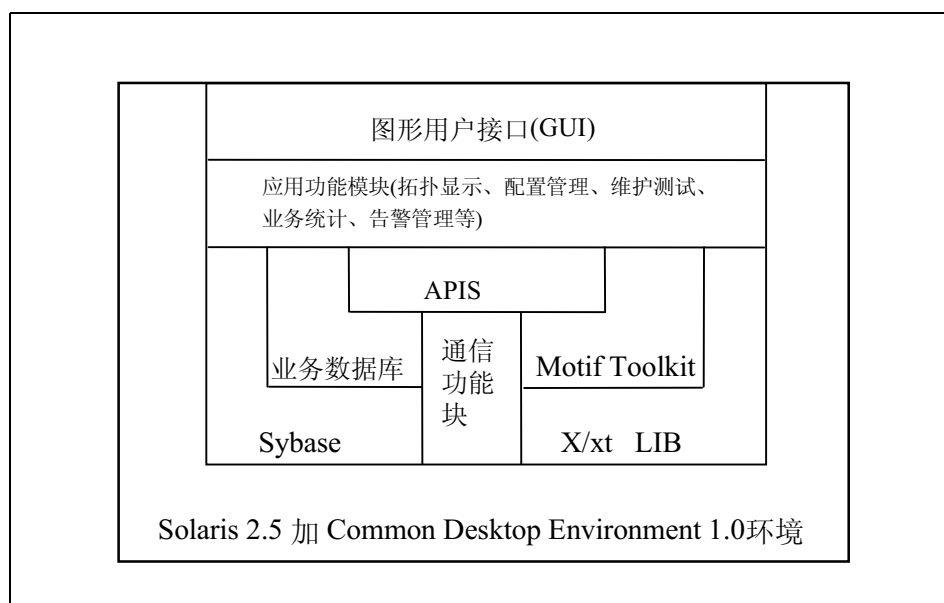 图形用户接口(GUI)
应用功能模块(拓扑显示、配置管理、维护测试、
业务统计、告警管理等)
APIS
业务数据库
通信
功能
块
Motif Toolkit
Sybase
X/xt LIB
Solaris 2.5 加 Common Desktop Environment 1.0环境